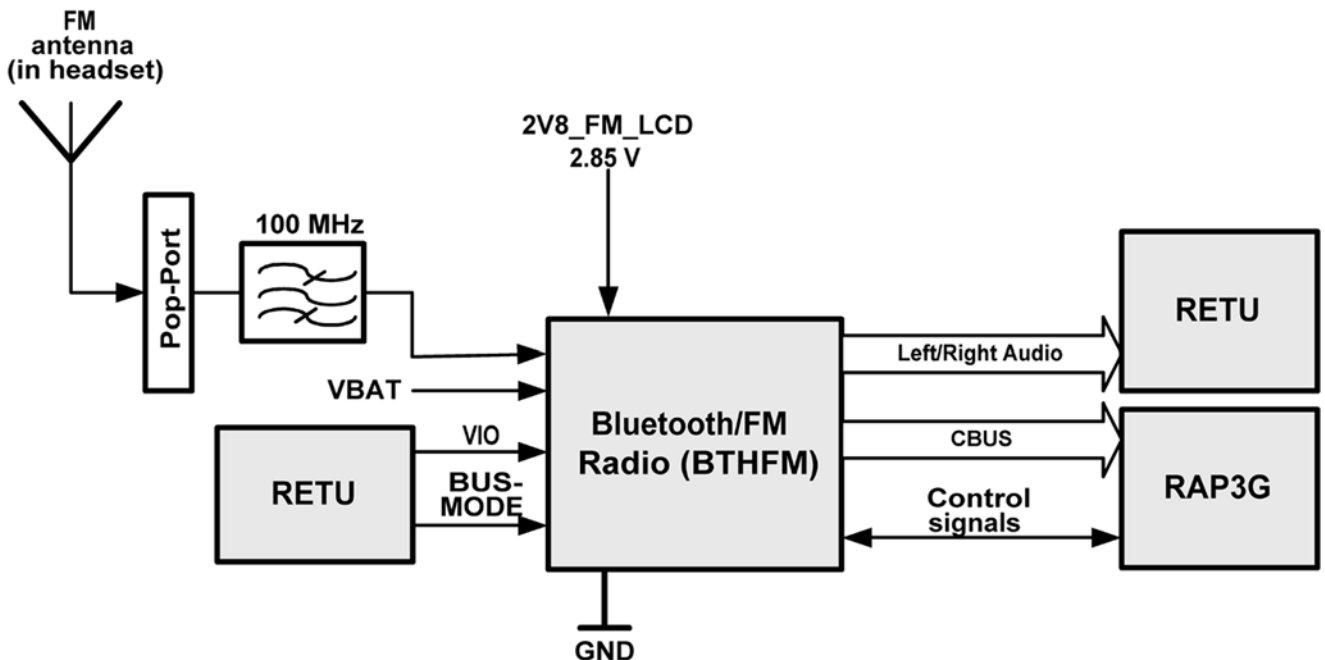 FM
antenna
(in headset)
2V8_FM_LCD
2.85 V
Pop-Port
100 MHz
VBAT
RETU
VIO
BUS-
MODE
Bluetooth/FM
Radio (BTHFM)
GND
Left/Right Audio
CBUS
Control
signals
RETU
RAP3G